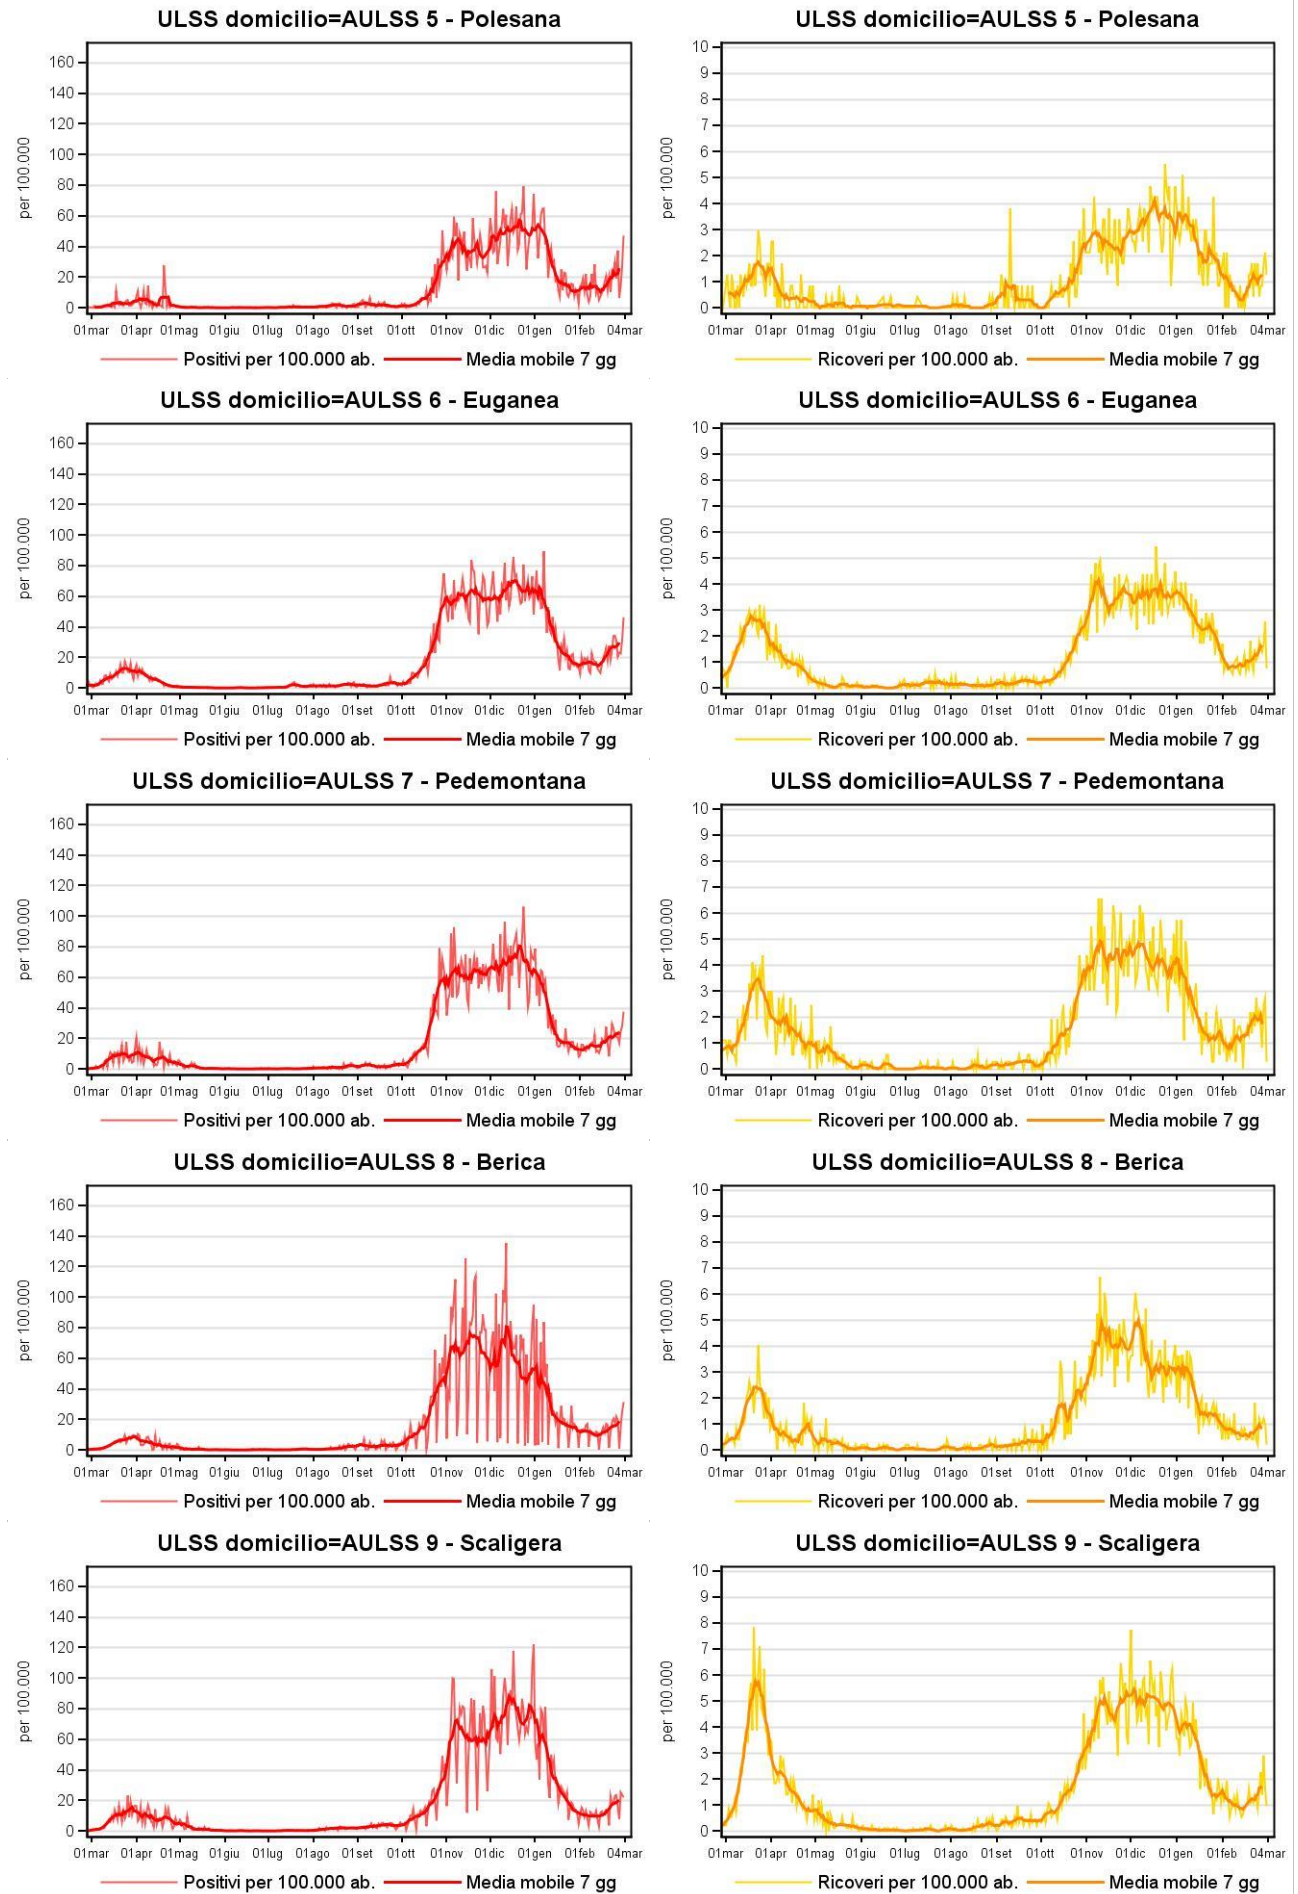 ULSS domicilio=AULSS 5 - Polesana
per 100.000
160
140
120
100
80
60
40
20
0
01mar 01apr 01mag 01giu 01lug 01ago 01set 01ott 01nov 01dic 01gen 01feb 04mar
Positivi per 100.000 ab. Media mobile 7 gg
ULSS domicilio=AULSS 5 - Polesana
per 100.000
10
9
8
7
6
5
4
3
2
1
0
01mar 01apr 01mag 01giu 01lug 01ago 01set 01ott 01nov 01dic 01gen 01feb 04mar
Ricoveri per 100.000 ab. Media mobile 7 gg
ULSS domicilio=AULSS 6 - Euganea
per 100.000
160
140
120
100
80
60
40
20
0
01mar 01apr 01mag 01giu 01lug 01ago 01set 01ott 01nov 01dic 01gen 01feb 04mar
Positivi per 100.000 ab. Media mobile 7 gg
ULSS domicilio=AULSS 6 - Euganea
per 100.000
10
9
8
7
6
5
4
3
2
1
0
01mar 01apr 01mag 01giu 01lug 01ago 01set 01ott 01nov 01dic 01gen 01feb 04mar
Ricoveri per 100.000 ab. Media mobile 7 gg
ULSS domicilio=AULSS 7 - Pedemontana
per 100.000
160
140
120
100
80
60
40
20
0
01mar 01apr 01mag 01giu 01lug 01ago 01set 01ott 01nov 01dic 01gen 01feb 04mar
Positivi per 100.000 ab. Media mobile 7 gg
ULSS domicilio=AULSS 7 - Pedemontana
per 100.000
10
9
8
7
6
5
4
3
2
1
0
01mar 01apr 01mag 01giu 01lug 01ago 01set 01ott 01nov 01dic 01gen 01feb 04mar
Ricoveri per 100.000 ab. Media mobile 7 gg
ULSS domicilio=AULSS 8 - Berica
per 100.000
160
140
120
100
80
60
40
20
0
01mar 01apr 01mag 01giu 01lug 01ago 01set 01ott 01nov 01dic 01gen 01feb 04mar
Positivi per 100.000 ab. Media mobile 7 gg
ULSS domicilio=AULSS 8 - Berica
per 100.000
10
9
8
7
6
5
4
3
2
1
0
01mar 01apr 01mag 01giu 01lug 01ago 01set 01ott 01nov 01dic 01gen 01feb 04mar
Ricoveri per 100.000 ab. Media mobile 7 gg
ULSS domicilio=AULSS 9 - Scaligera
per 100.000
160
140
120
100
80
60
40
20
0
01mar 01apr 01mag 01giu 01lug 01ago 01set 01ott 01nov 01dic 01gen 01feb 04mar
Positivi per 100.000 ab. Media mobile 7 gg
ULSS domicilio=AULSS 9 - Scaligera
per 100.000
10
9
8
7
6
5
4
3
2
1
0
01mar 01apr 01mag 01giu 01lug 01ago 01set 01ott 01nov 01dic 01gen 01feb 04mar
Ricoveri per 100.000 ab. Media mobile 7 gg